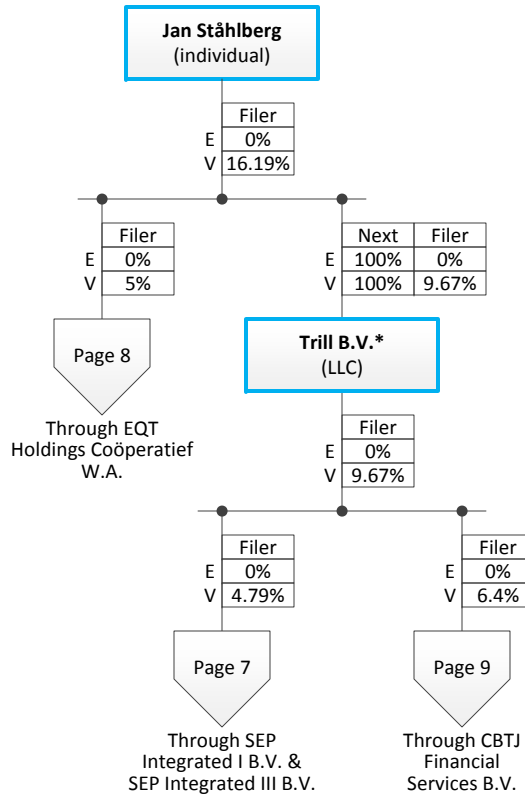 Jan Ståhlberg
(individual)
Filer
E 0%
V 16.19%
Filer
E 0%
V 5%
Next Filer
E 100% 0%
V 100% 9.67%
Page 8
Through EQT
Holdings Coöperatief
W.A.
Trill B.V.*
(LLC)
Filer
E 0%
V 9.67%
Filer
E 0%
V 4.79%
Filer
E 0%
V 6.4%
Page 7
Through SEP
Integrated I B.V. &
SEP Integrated III B.V.
Page 9
Through CBTJ
Financial
Services B.V.